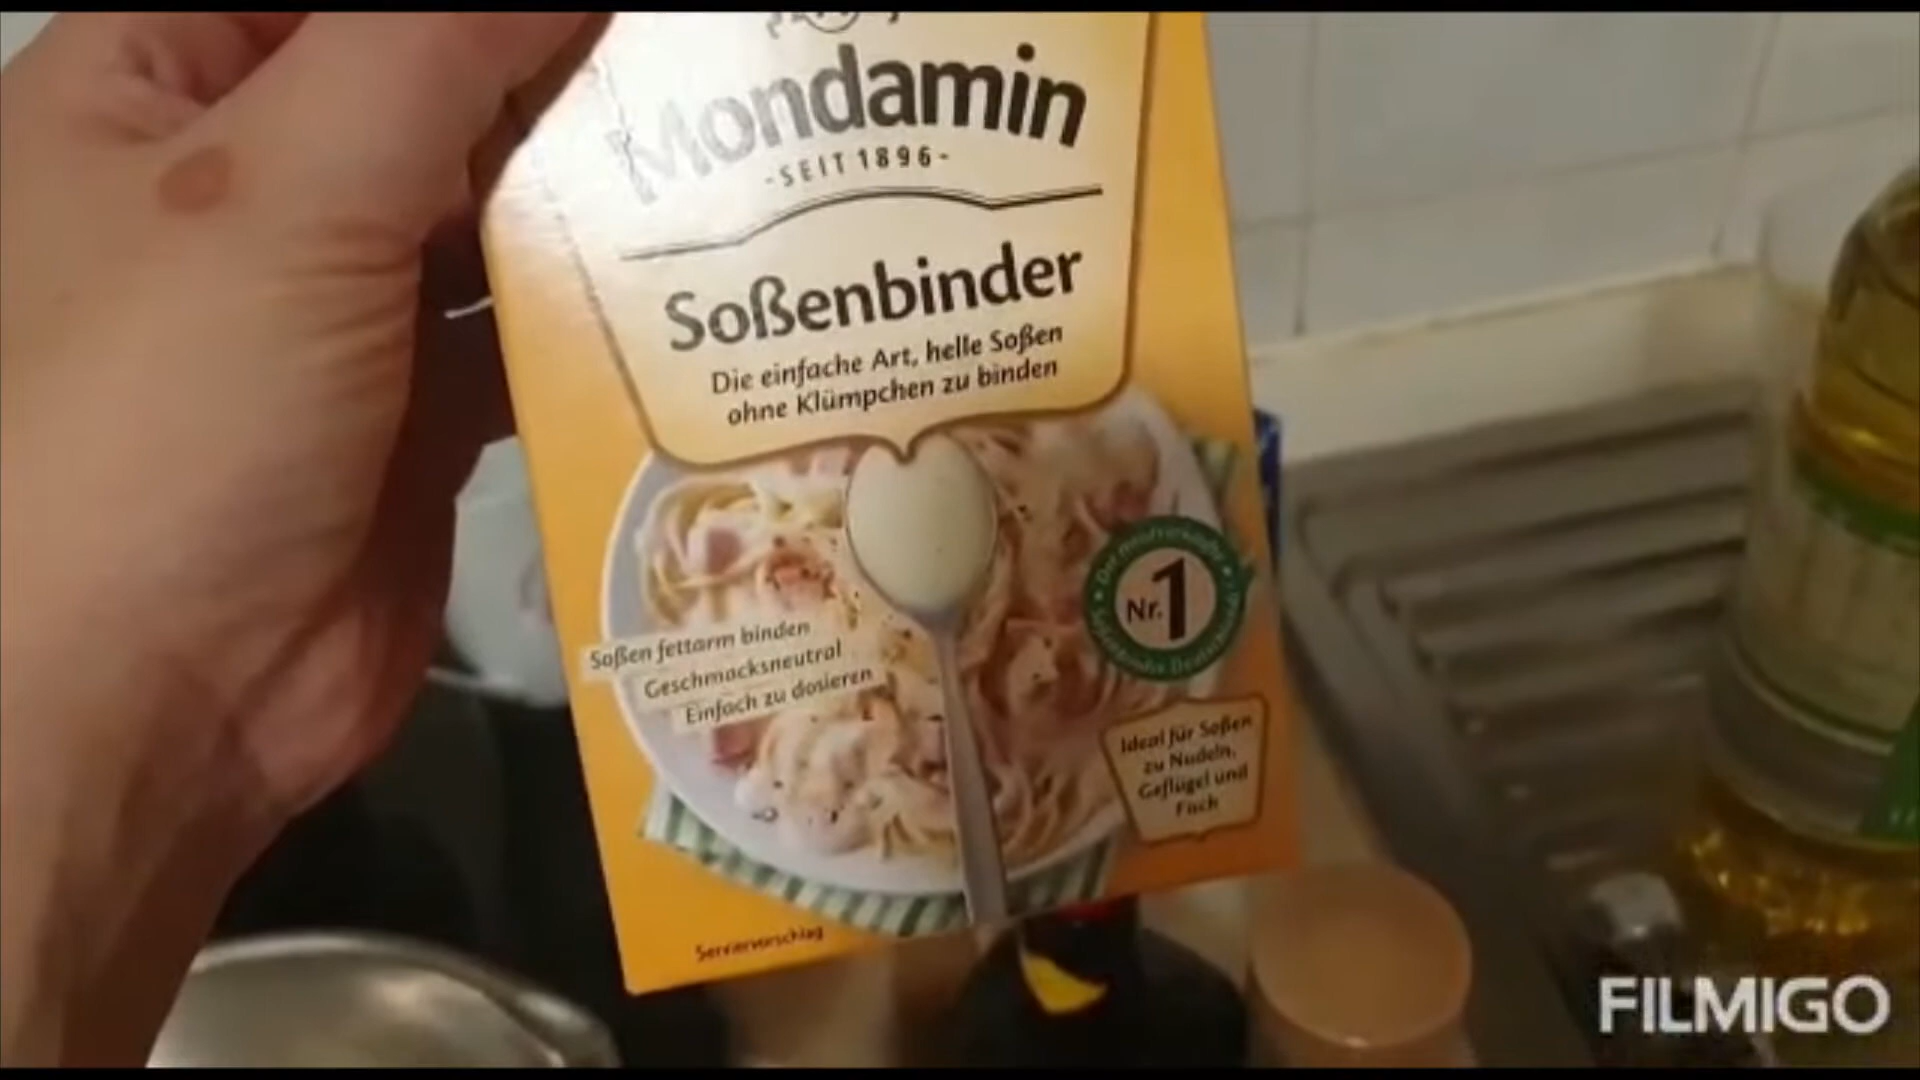 Mondamin
-SEIT 1896-
Soßenbinder
Die einfache Art, helle Soßen
ohne Klümpchen zu binden
Nr. 1
Soßen fettarm binden
Geschmacksneutral
Einfach zu dosieren
Ideal für Soßen
zu Nudeln,
Geflügel und
Fisch
Serviervorschlag
FILMIGO